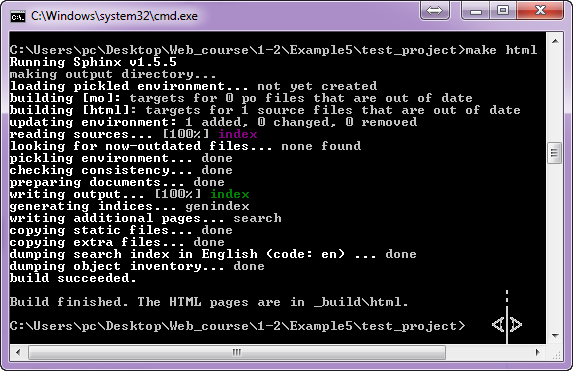 C:\Windows\system32\cmd.exe
C:\Users\pc\Desktop\Web_course\1-2\Example5\test_project>make html
Running Sphinx v1.5.5
making output directory...
loading pickled environment... not yet created
building [mo]: targets for 0 po files that are out of date
building [html]: targets for 1 source files that are out of date
updating environment: 1 added, 0 changed, 0 removed
reading sources... [100%] index
looking for now-outdated files... none found
pickling environment... done
checking consistency... done
preparing documents... done
writing output... [100%] index
generating indices... genindex
writing additional pages... search
copying static files... done
copying extra files... done
dumping search index in English (code: en) ... done
dumping object inventory... done
build succeeded.
Build finished. The HTML pages are in _build\html.
C:\Users\pc\Desktop\Web_course\1-2\Example5\test_project>